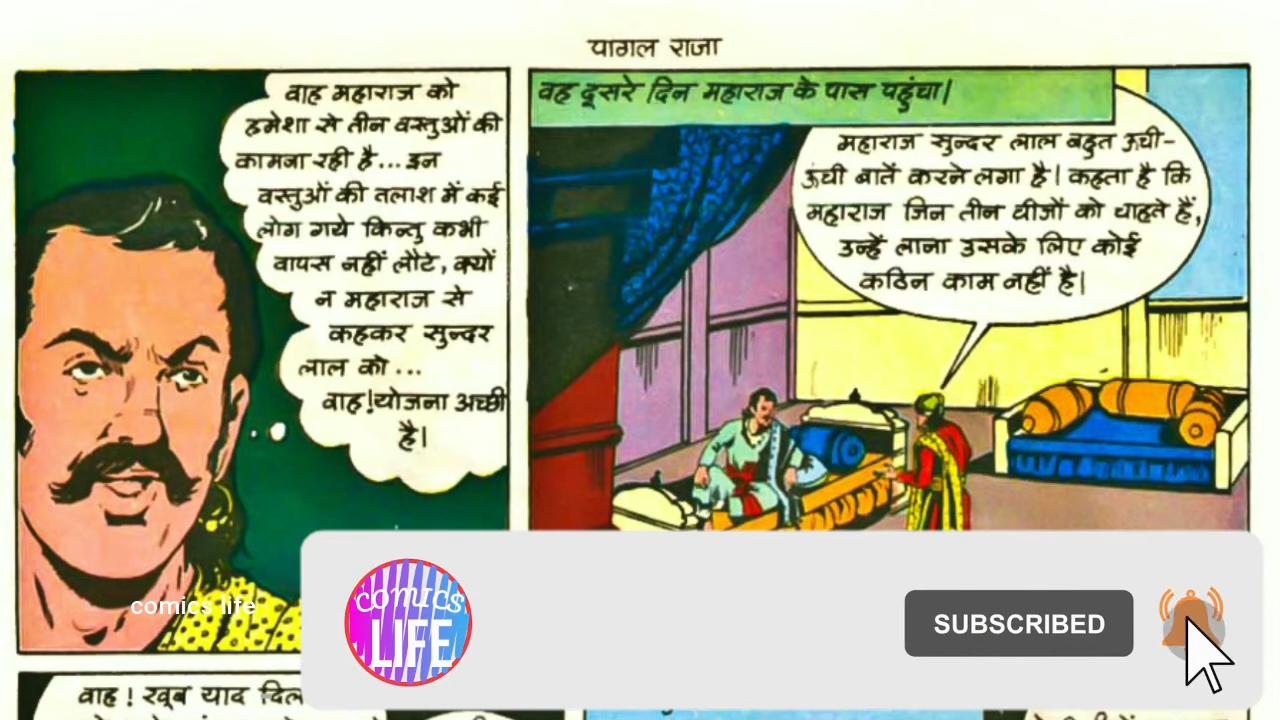 पागल राजा
वाह महाराज को
हमेशा से तीन वस्तुओं की
कामना रही है... इन
वस्तुओं की तलाश में कई
लोग गये किन्तु कभी
वापस नहीं लौटे, क्यों
न महाराज से
कहकर सुन्दर
लाल को ...
वाह! योजना अच्छी
है।
वह दूसरे दिन महाराज के पास पहुंचा।
महाराज सुन्दर लाल बहुत ऊंची-
ऊंची बातें करने लगा है। कहता है कि
महाराज जिन तीन चीजों को चाहते हैं,
उन्हें लाना उसके लिए कोई
कठिन काम नहीं है।
comics life
comics
LIFE
SUBSCRIBED
वाह! खूब याद